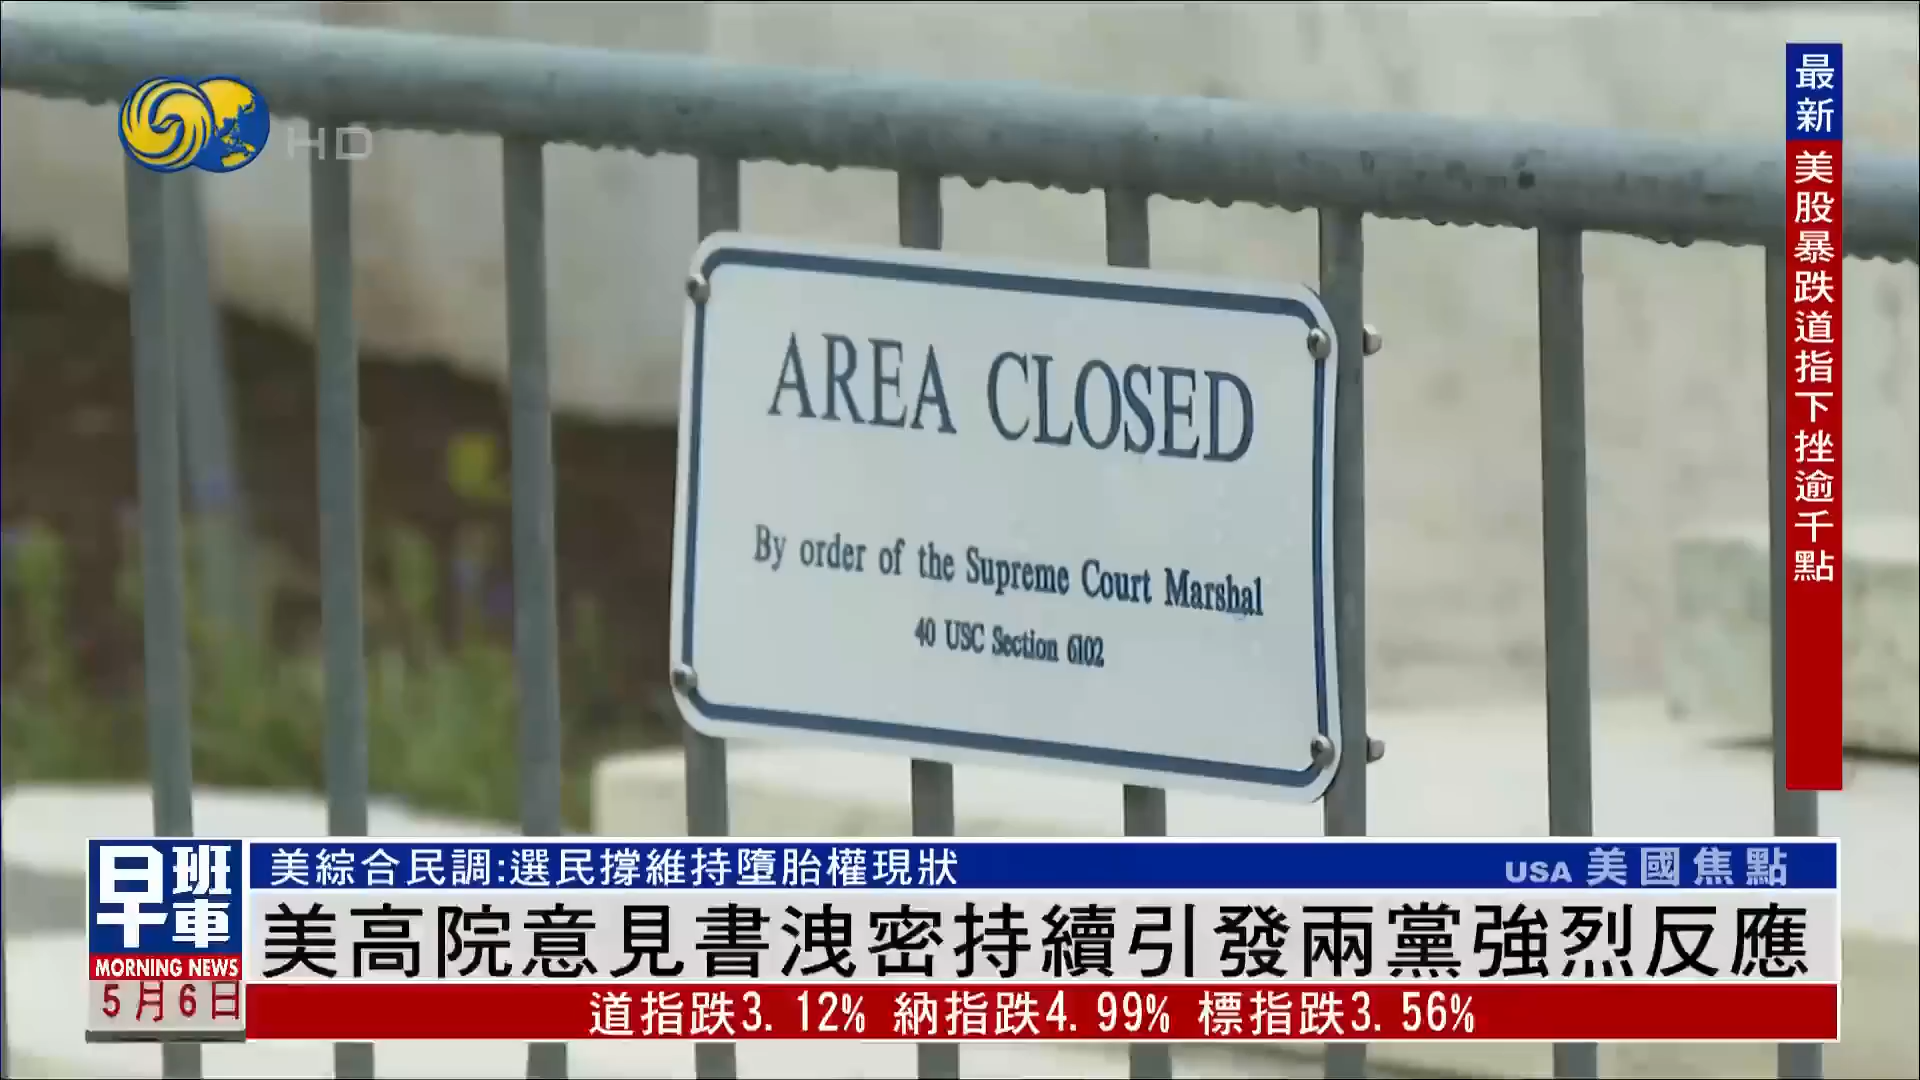 HD
最新
美股暴跌道指下挫逾千點
AREA CLOSED
By order of the Supreme Court Marshal
40 USC Section 6102
早班車
MORNING NEWS
5月6日
美綜合民調:選民撐維持墮胎權現狀
USA 美國焦點
美高院意見書洩密持續引發兩黨強烈反應
道指跌3.12% 納指跌4.99% 標指跌3.56%